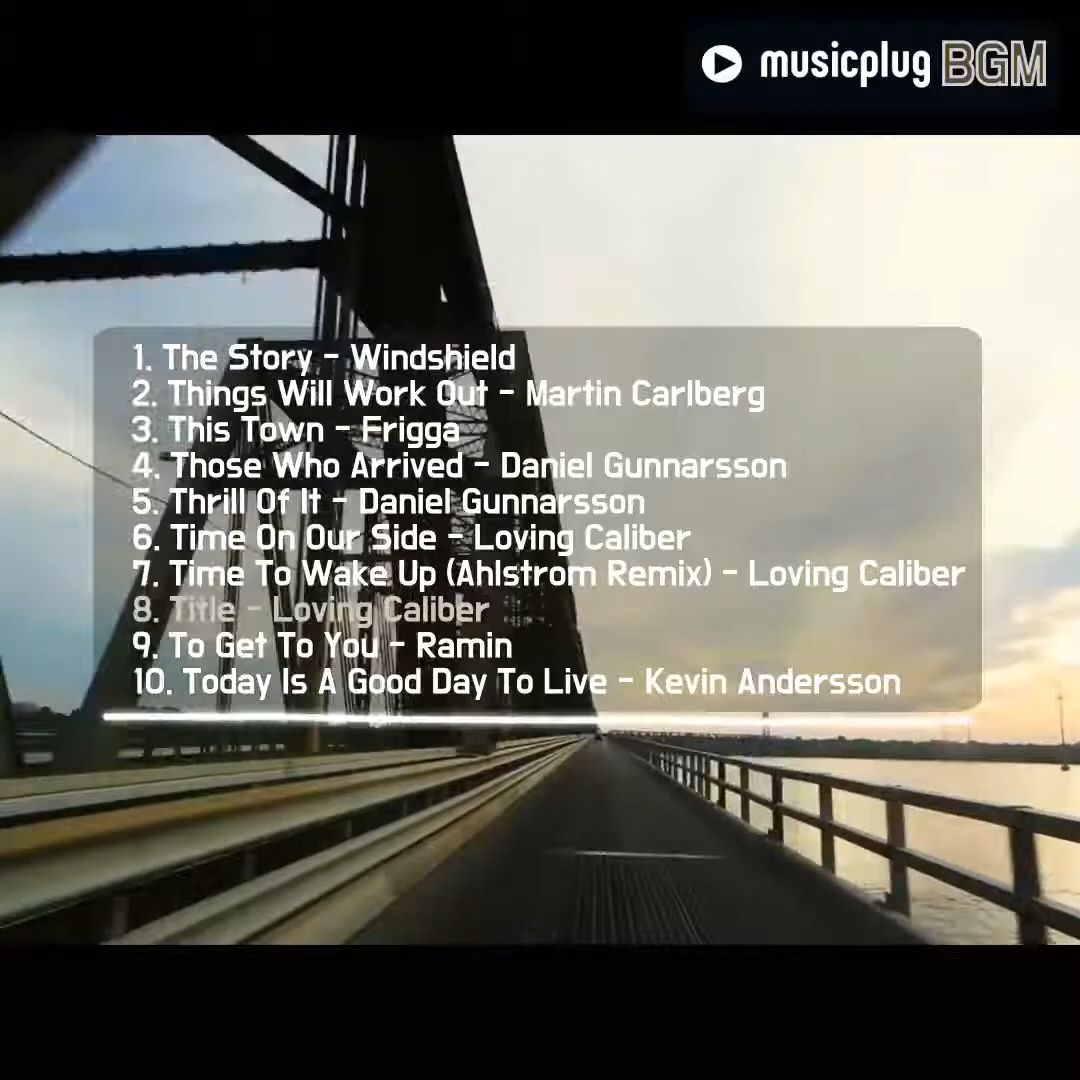 musicplug BGM
1. The Story - Windshield
2. Things Will Work Out - Martin Carlberg
3. This Town - Frigga
4. Those Who Arrived - Daniel Gunnarsson
5. Thrill Of It - Daniel Gunnarsson
6. Time On Our Side - Loving Caliber
7. Time To Wake Up (Ahlstrom Remix) - Loving Caliber
8. Title - Loving Caliber
9. To Get To You - Ramin
10. Today Is A Good Day To Live - Kevin Andersson